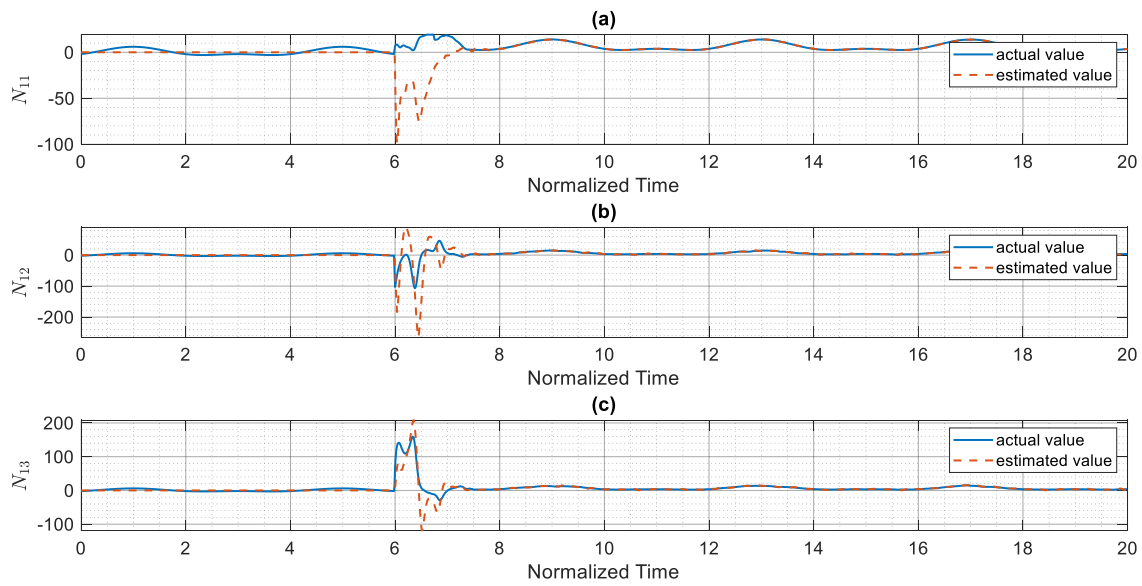 (a)
0
-50
-100
N11
actual value
estimated value
0 2 4 6 8 10 12 14 16 18 20
Normalized Time
(b)
0
-100
-200
N12
actual value
estimated value
0 2 4 6 8 10 12 14 16 18 20
Normalized Time
(c)
200
100
0
-100
N13
actual value
estimated value
0 2 4 6 8 10 12 14 16 18 20
Normalized Time